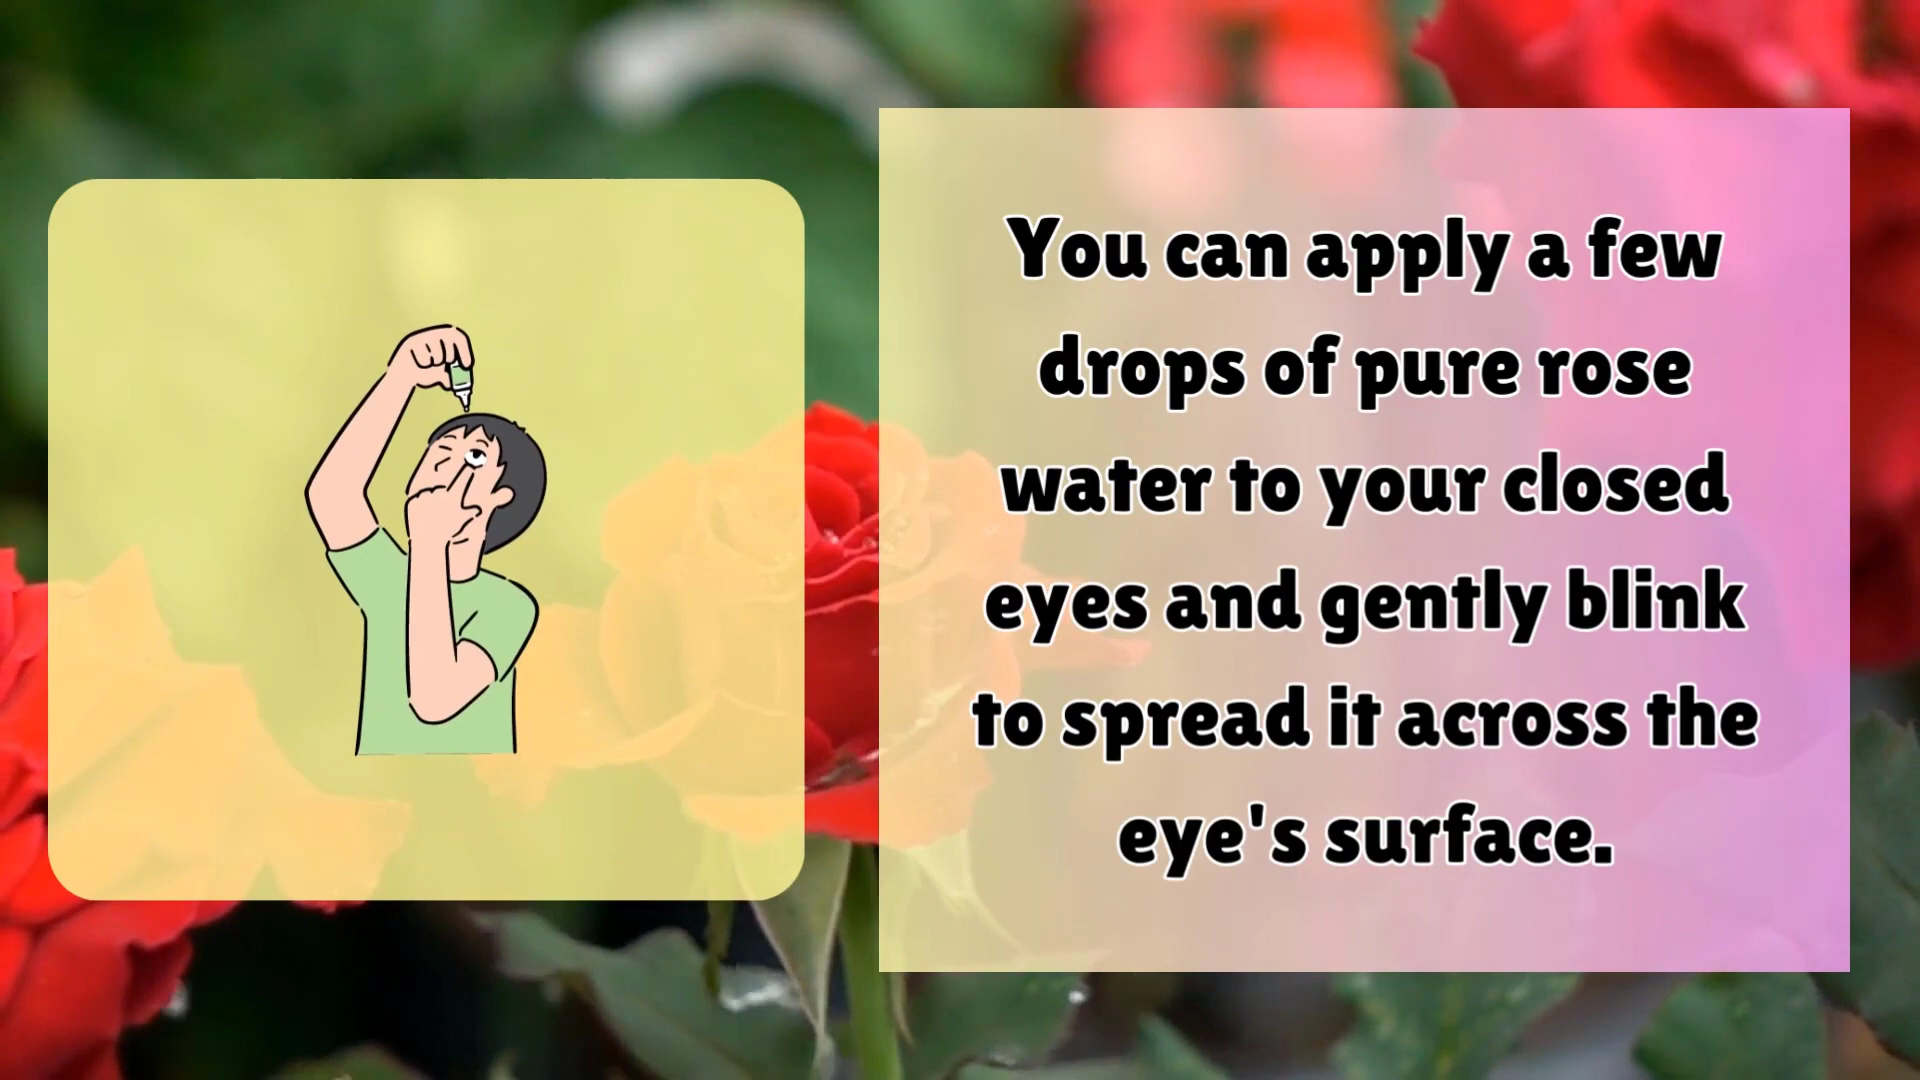 You can apply a few
drops of pure rose
water to your closed
eyes and gently blink
to spread it across the
eye's surface.